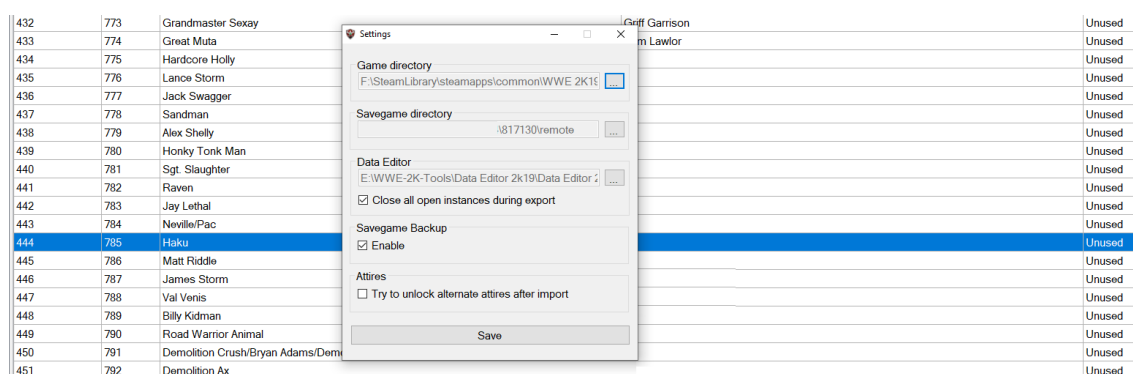 432 773 Grandmaster Sexay Griff Garrison Unused
433 774 Great Muta Lawlor Unused
434 775 Hardcore Holly Unused
435 776 Lance Storm Unused
436 777 Jack Swagger Unused
437 778 Sandman Unused
438 779 Alex Shelly Unused
439 780 Honky Tonk Man Unused
440 781 Sgt. Slaughter Unused
441 782 Raven Unused
442 783 Jay Lethal Unused
443 784 Neville/Pac Unused
444 785 Haku Unused
445 786 Matt Riddle Unused
446 787 James Storm Unused
447 788 Val Venis Unused
448 789 Billy Kidman Unused
449 790 Road Warrior Animal Unused
450 791 Demolition Crush/Bryan Adams/Dem Unused
451 792 Demolition Ax Unused
Settings
Game directory
F:\SteamLibrary\steamapps\common\WWE 2K19 ...
Savegame directory
\817130\remote ...
Data Editor
E:\WWE-2K-Tools\Data Editor 2k19\Data Editor 2 ...
Close all open instances during export
Savegame Backup
Enable
Attires
Try to unlock alternate attires after import
Save